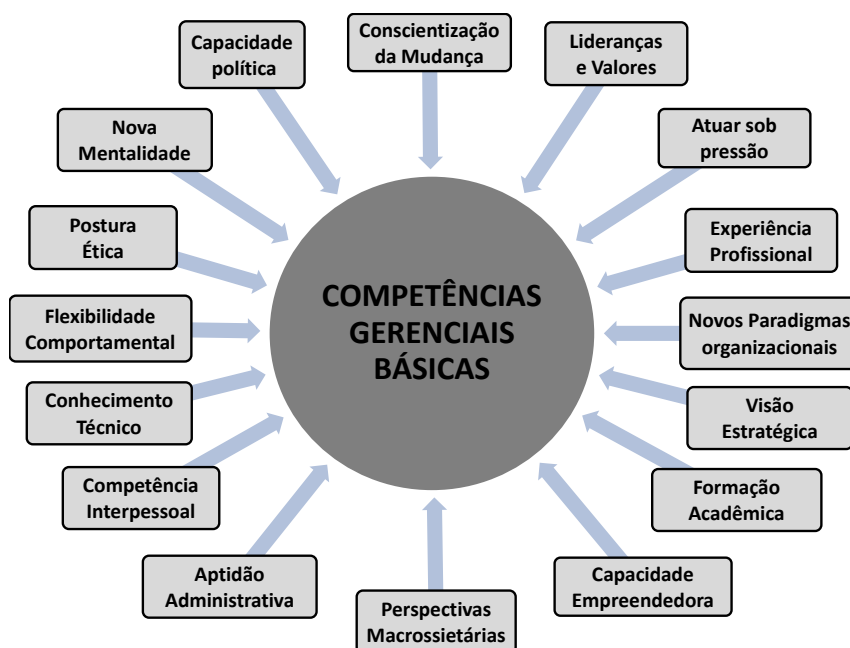 Conscientização
da Mudança
Lideranças
e Valores
Atuar sob
pressão
Experiência
Profissional
Novos Paradigmas
organizacionais
Visão
Estratégica
Formação
Acadêmica
Capacidade
Empreendedora
Perspectivas
Macrossietárias
Aptidão
Administrativa
Competência
Interpessoal
Conhecimento
Técnico
Flexibilidade
Comportamental
Postura
Ética
Nova
Mentalidade
Capacidade
política
COMPETÊNCIAS
GERENCIAIS
BÁSICAS